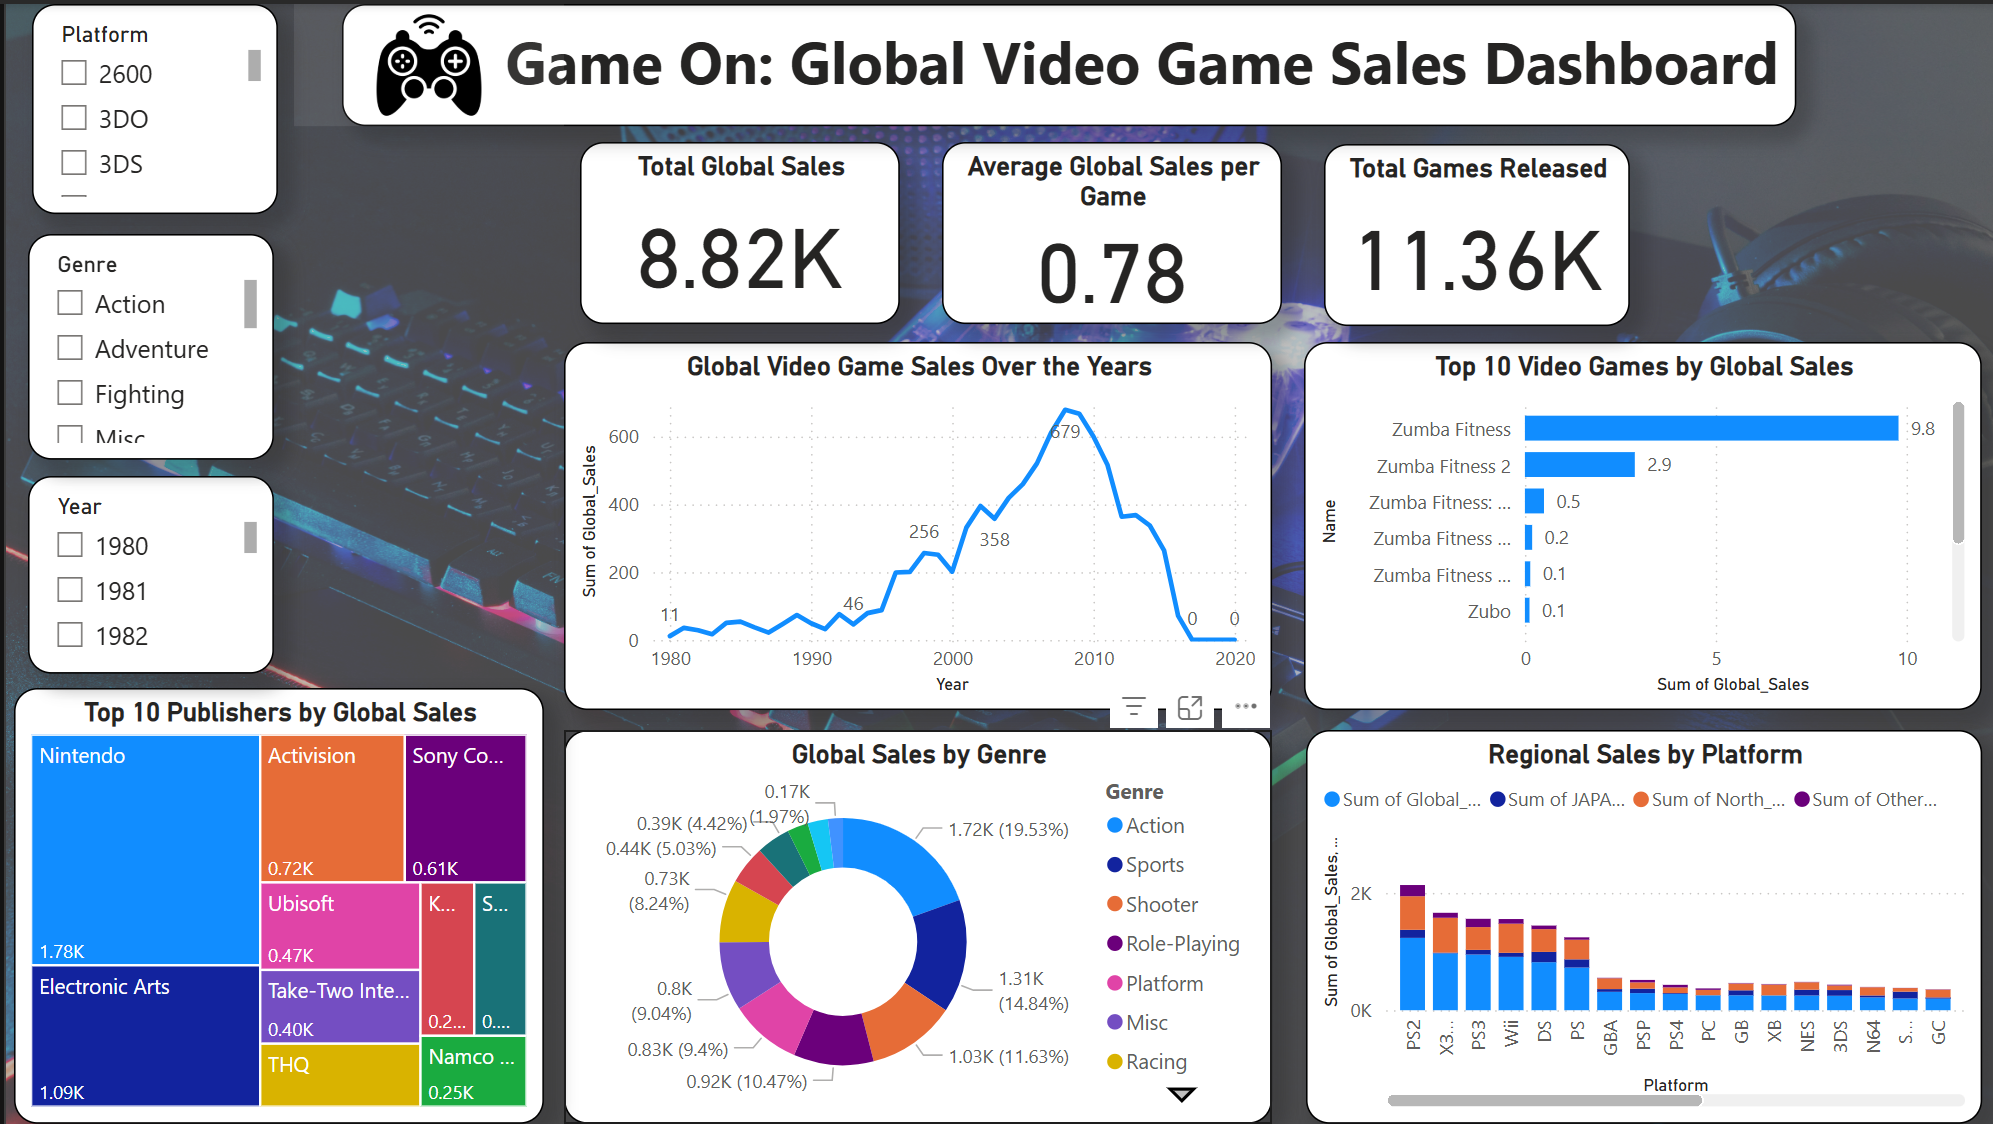 Platform
2600
3DO
3DS
Game On: Global Video Game Sales Dashboard
Total Global Sales
8.82K
Average Global Sales per
Game
0.78
Total Games Released
11.36K
Genre
Action
Adventure
Fighting
Misc
Year
1980
1981
1982
Global Video Game Sales Over the Years
Sum of Global_Sales
600
400
200
0
11
46
256
358
679
0
0
1980 1990 2000 2010 2020
Year
Top 10 Video Games by Global Sales
Name
Zumba Fitness 9.8
Zumba Fitness 2 2.9
Zumba Fitness: ... 0.5
Zumba Fitness ... 0.2
Zumba Fitness ... 0.1
Zubo 0.1
0 5 10
Sum of Global_Sales
Top 10 Publishers by Global Sales
Nintendo
1.78K
Electronic Arts
1.09K
Activision
0.72K
Sony Co...
0.61K
Ubisoft
0.47K
Take-Two Inte...
0.40K
THQ
K...
0.2...
S...
0....
Namco ...
0.25K
Global Sales by Genre
0.17K
(1.97%)
0.39K (4.42%)
0.44K (5.03%)
0.73K
(8.24%)
0.8K
(9.04%)
0.83K (9.4%)
0.92K (10.47%)
1.03K (11.63%)
1.31K
(14.84%)
1.72K (19.53%)
Genre
Action
Sports
Shooter
Role-Playing
Platform
Misc
Racing
Regional Sales by Platform
Sum of Global_... Sum of JAPA... Sum of North_... Sum of Other...
Sum of Global_Sales, ...
2K
0K
PS2 X3... PS3 Wii DS PS GBA PSP PS4 PC GB XB NES 3DS N64 S... GC
Platform